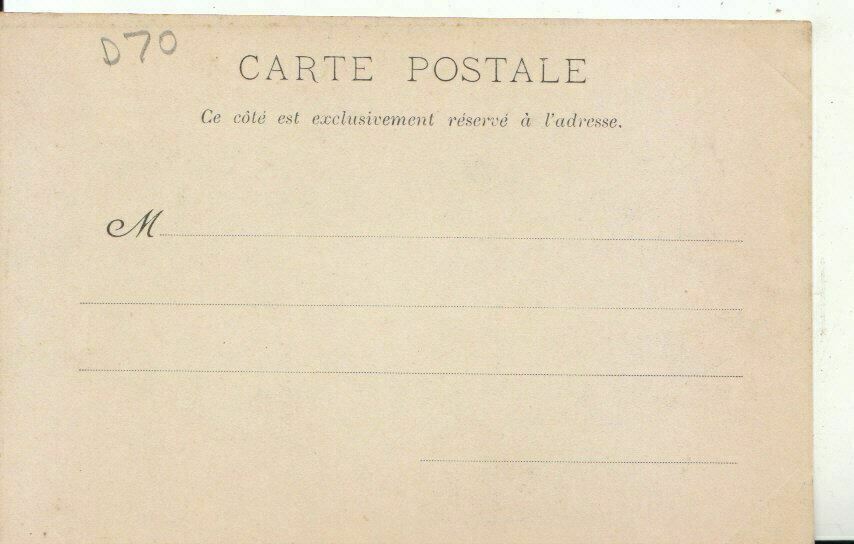 D70
CARTE POSTALE
Ce côté est exclusivement réservé à l'adresse.
M